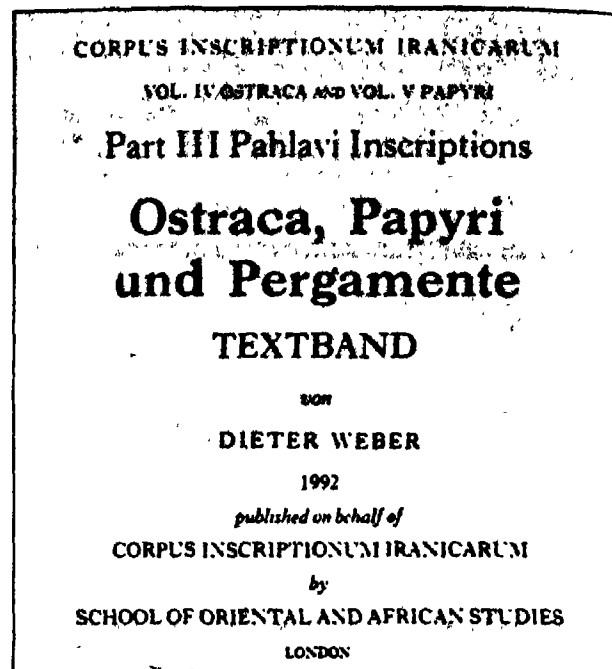 CORPUS INSCRIPTIONUM IRANICARUM
VOL. IV OSTRACA AND VOL. V PAPYRI
Part III Pahlavi Inscriptions
Ostraca, Papyri
und Pergamente
TEXTBAND
von
DIETER WEBER
1992
published on behalf of
CORPUS INSCRIPTIONUM IRANICARUM
by
SCHOOL OF ORIENTAL AND AFRICAN STUDIES
LONDON